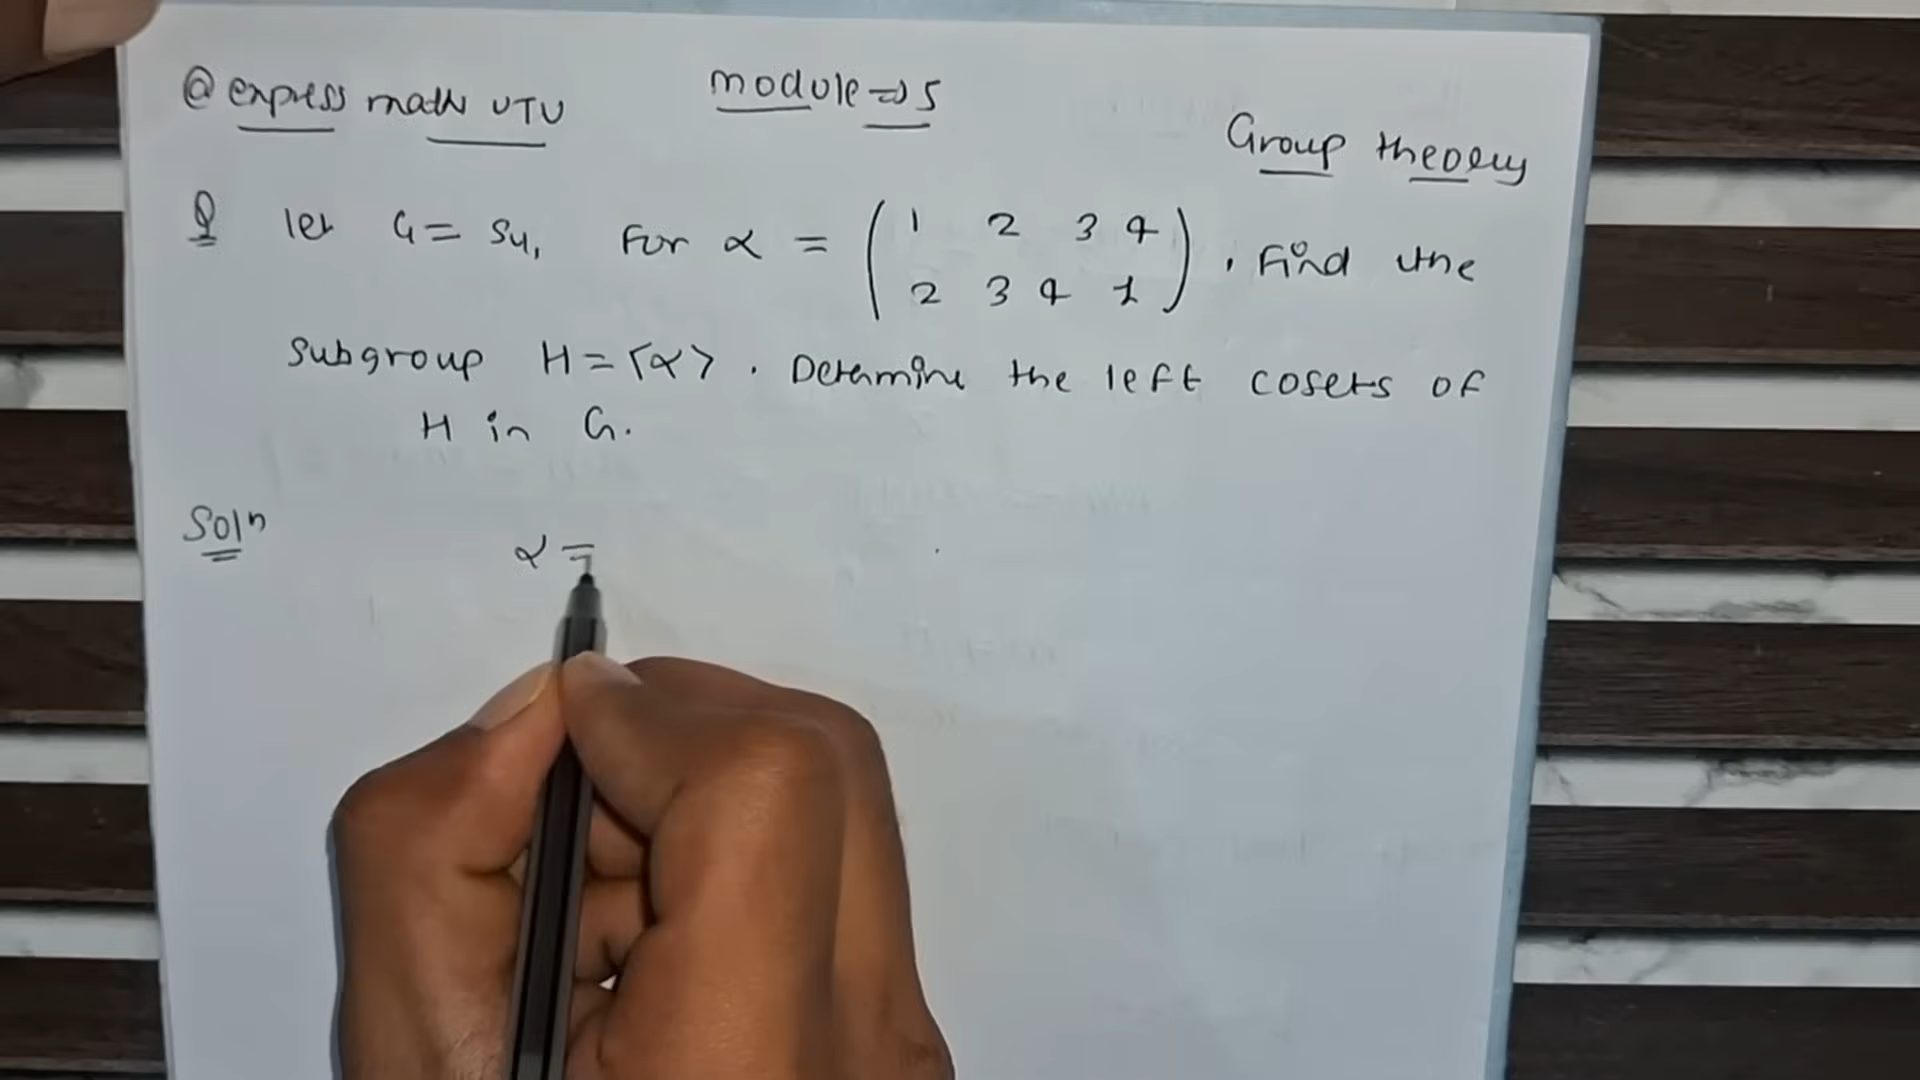 @ express math VTU module ⇒ 5
Group theory
Q let G = S4, For α = ( 1 2 3 4
2 3 4 1 ) . Find the
subgroup H = <α> . Determine the left cosets of
H in G.
Soln α =